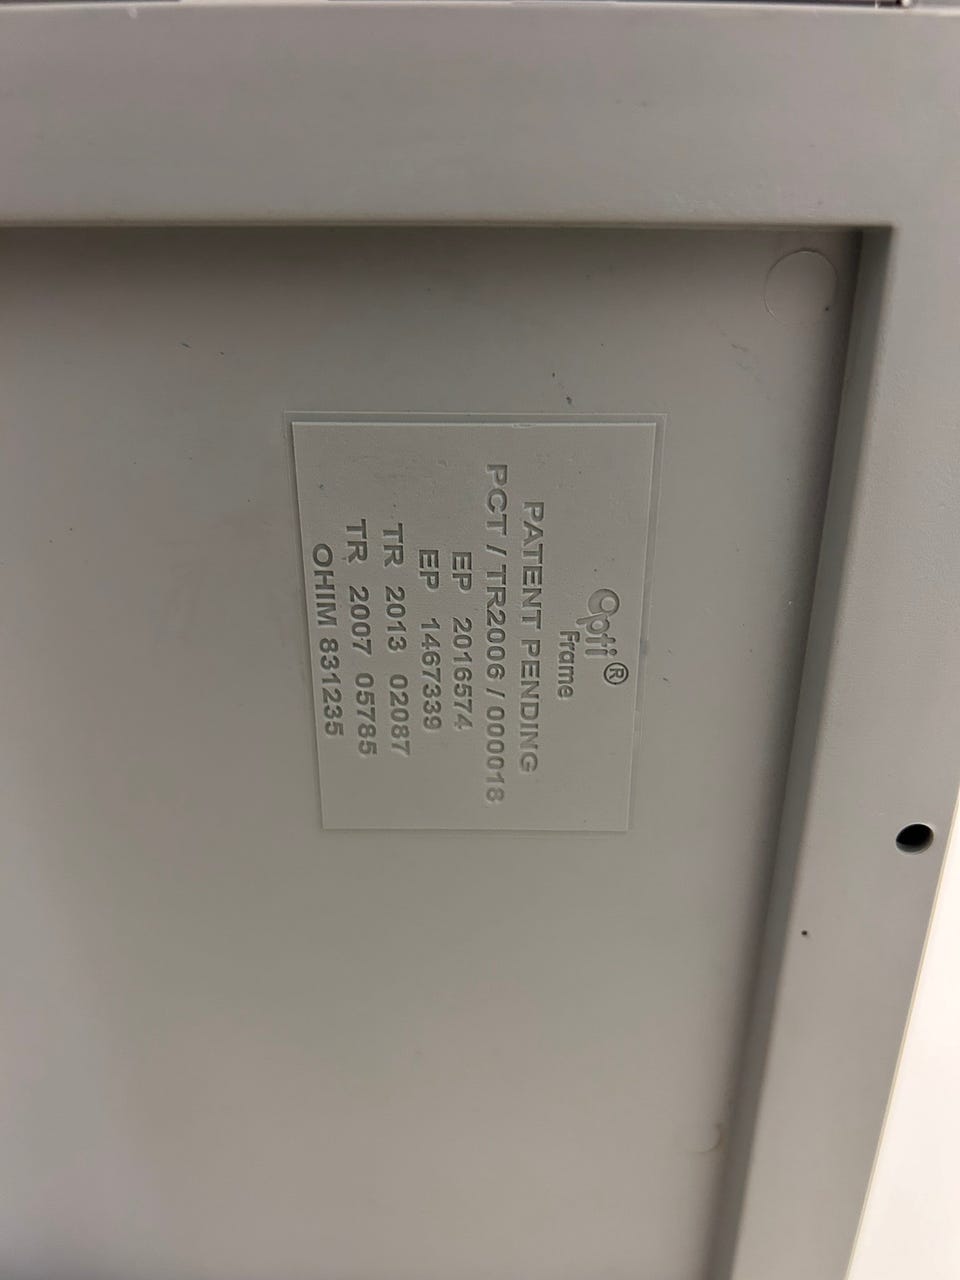 Opti®
Frame
PATENT PENDING
PCT / TR2006 / 000018
EP 2016574
EP 1467339
TR 2013 02087
TR 2007 05785
OHIM 831235